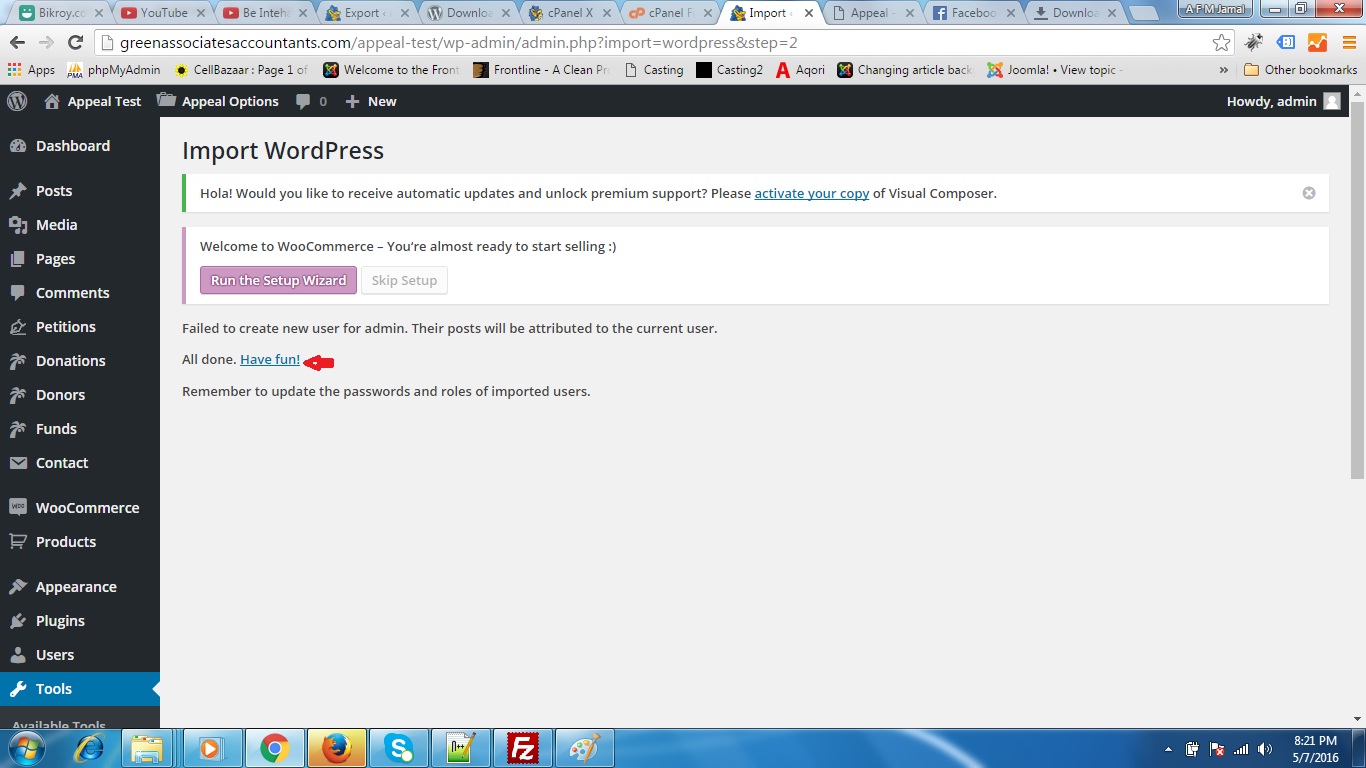 Bikroy.co
YouTube
Be Intehe
Export ‹
Downloa
cPanel X
cPanel F
Import ‹
Appeal -
Faceboo
Downloa
A F M Jamal
greenassociatesaccountants.com/appeal-test/wp-admin/admin.php?import=wordpress&step=2
Apps
PMA
phpMyAdmin
CellBazaar : Page 1 of
Welcome to the Front
Frontline - A Clean Pr
Casting
Casting2
Aqori
Changing article back
Joomla! • View topic -
»
Other bookmarks
Appeal Test
Appeal Options
0
New
Howdy, admin
Dashboard
Posts
Media
Pages
Comments
Petitions
Donations
Donors
Funds
Contact
WooCommerce
Products
Appearance
Plugins
Users
Tools
Available Tools
Import WordPress
Hola! Would you like to receive automatic updates and unlock premium support? Please activate your copy of Visual Composer.
Welcome to WooCommerce – You're almost ready to start selling :)
Run the Setup Wizard
Skip Setup
Failed to create new user for admin. Their posts will be attributed to the current user.
All done. Have fun!
Remember to update the passwords and roles of imported users.
8:21 PM
5/7/2016